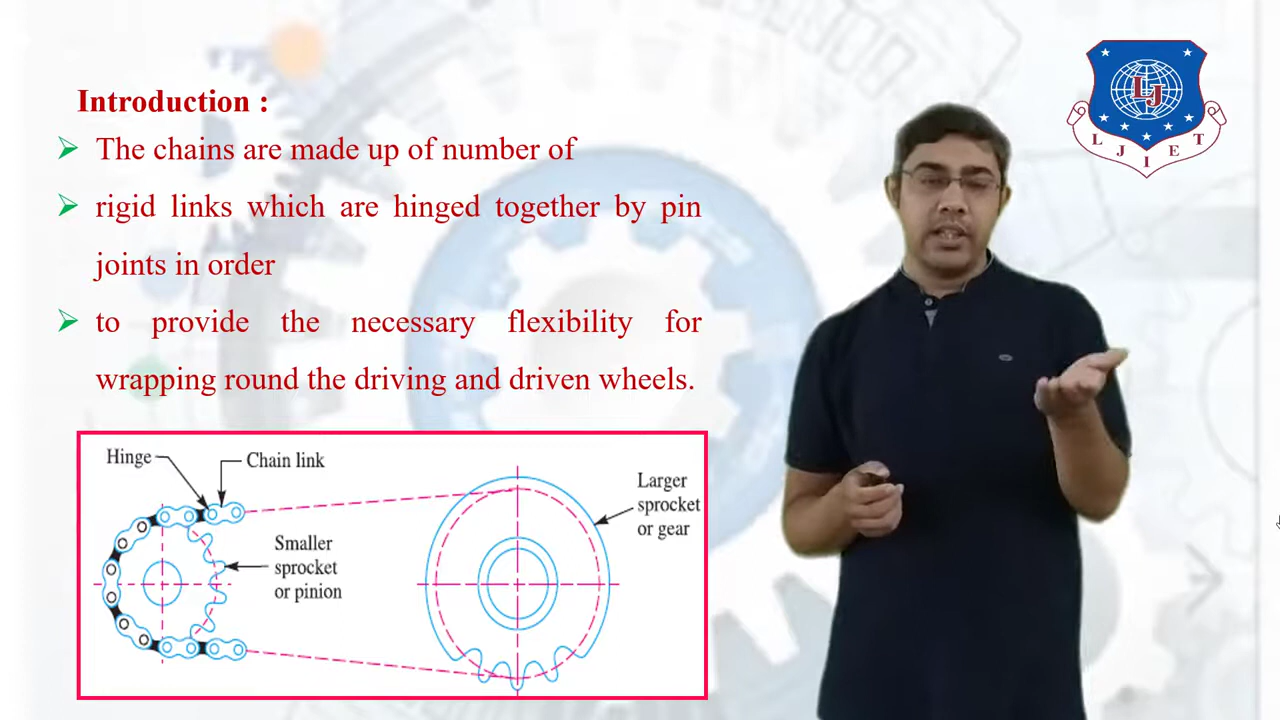 Introduction :
The chains are made up of number of
rigid links which are hinged together by pin
joints in order
to provide the necessary flexibility for
wrapping round the driving and driven wheels.
Hinge
Chain link
Smaller
sprocket
or pinion
Larger
sprocket
or gear
LJ
L J I E T